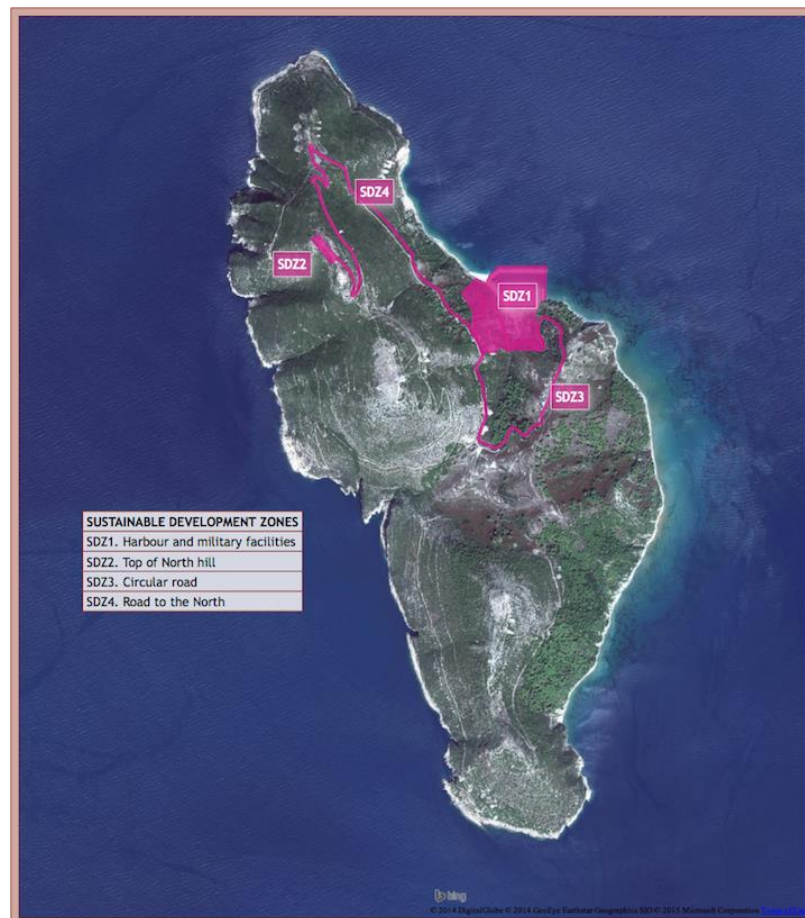 SDZ4
SDZ2
SDZ1
SDZ3
SUSTAINABLE DEVELOPMENT ZONES
SDZ1. Harbour and military facilities
SDZ2. Top of North hill
SDZ3. Circular road
SDZ4. Road to the North
bing
© 2014 DigitalGlobe © 2014 GeoEye Earthstar Geographics SIO © 2015 Microsoft Corporation